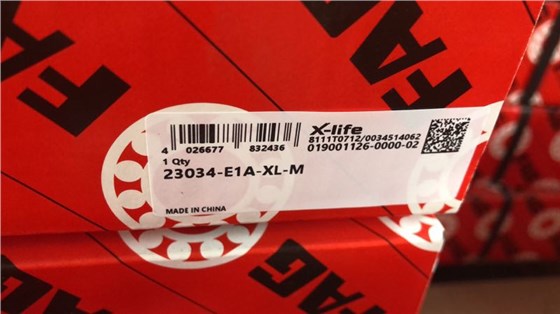 FAG
FAG
X-life
8111T0712/0034514062
019001126-0000-02
4 026677 832436
1 Qty
23034-E1A-XL-M
MADE IN CHINA
FAG